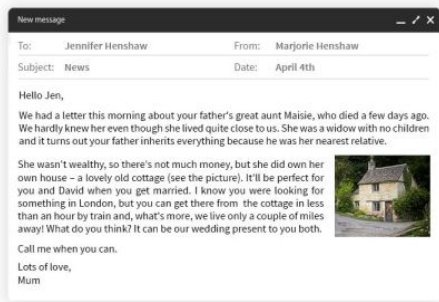 New message
To: Jennifer Henshaw From: Marjorie Henshaw
Subject: News Date: April 4th
Hello Jen,
We had a letter this morning about your father's great aunt Maisie, who died a few days ago.
We hardly knew her even though she lived quite close to us. She was a widow with no children
and it turns out your father inherits everything because he was her nearest relative.
She wasn't wealthy, so there's not much money, but she did own her
own house – a lovely old cottage (see the picture). It'll be perfect for
you and David when you get married. I know you were looking for
something in London, but you can get there from the cottage in less
than an hour by train and, what's more, we live only a couple of miles
away! What do you think? It can be our wedding present to you both.
Call me when you can.
Lots of love,
Mum